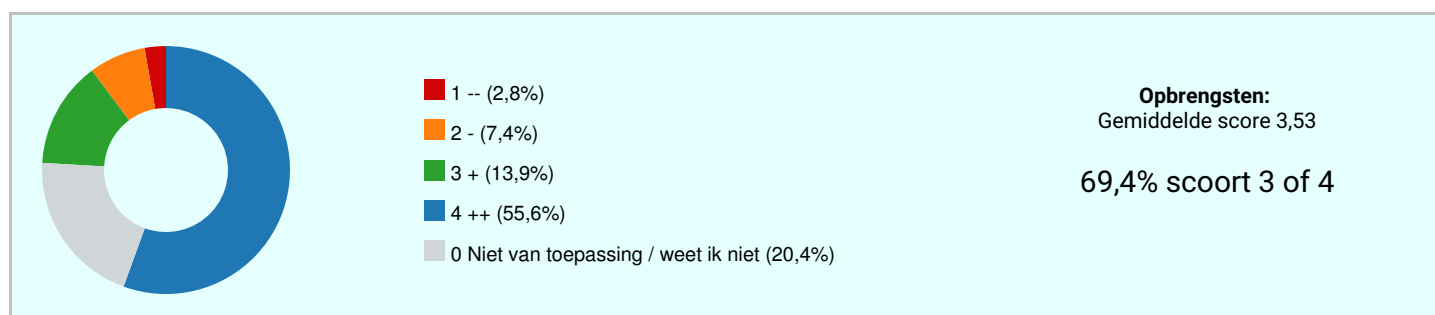 1 -- (2,8%)
2 - (7,4%)
3 + (13,9%)
4 ++ (55,6%)
0 Niet van toepassing / weet ik niet (20,4%)
Opbrengsten:
Gemiddelde score 3,53
69,4% scoort 3 of 4